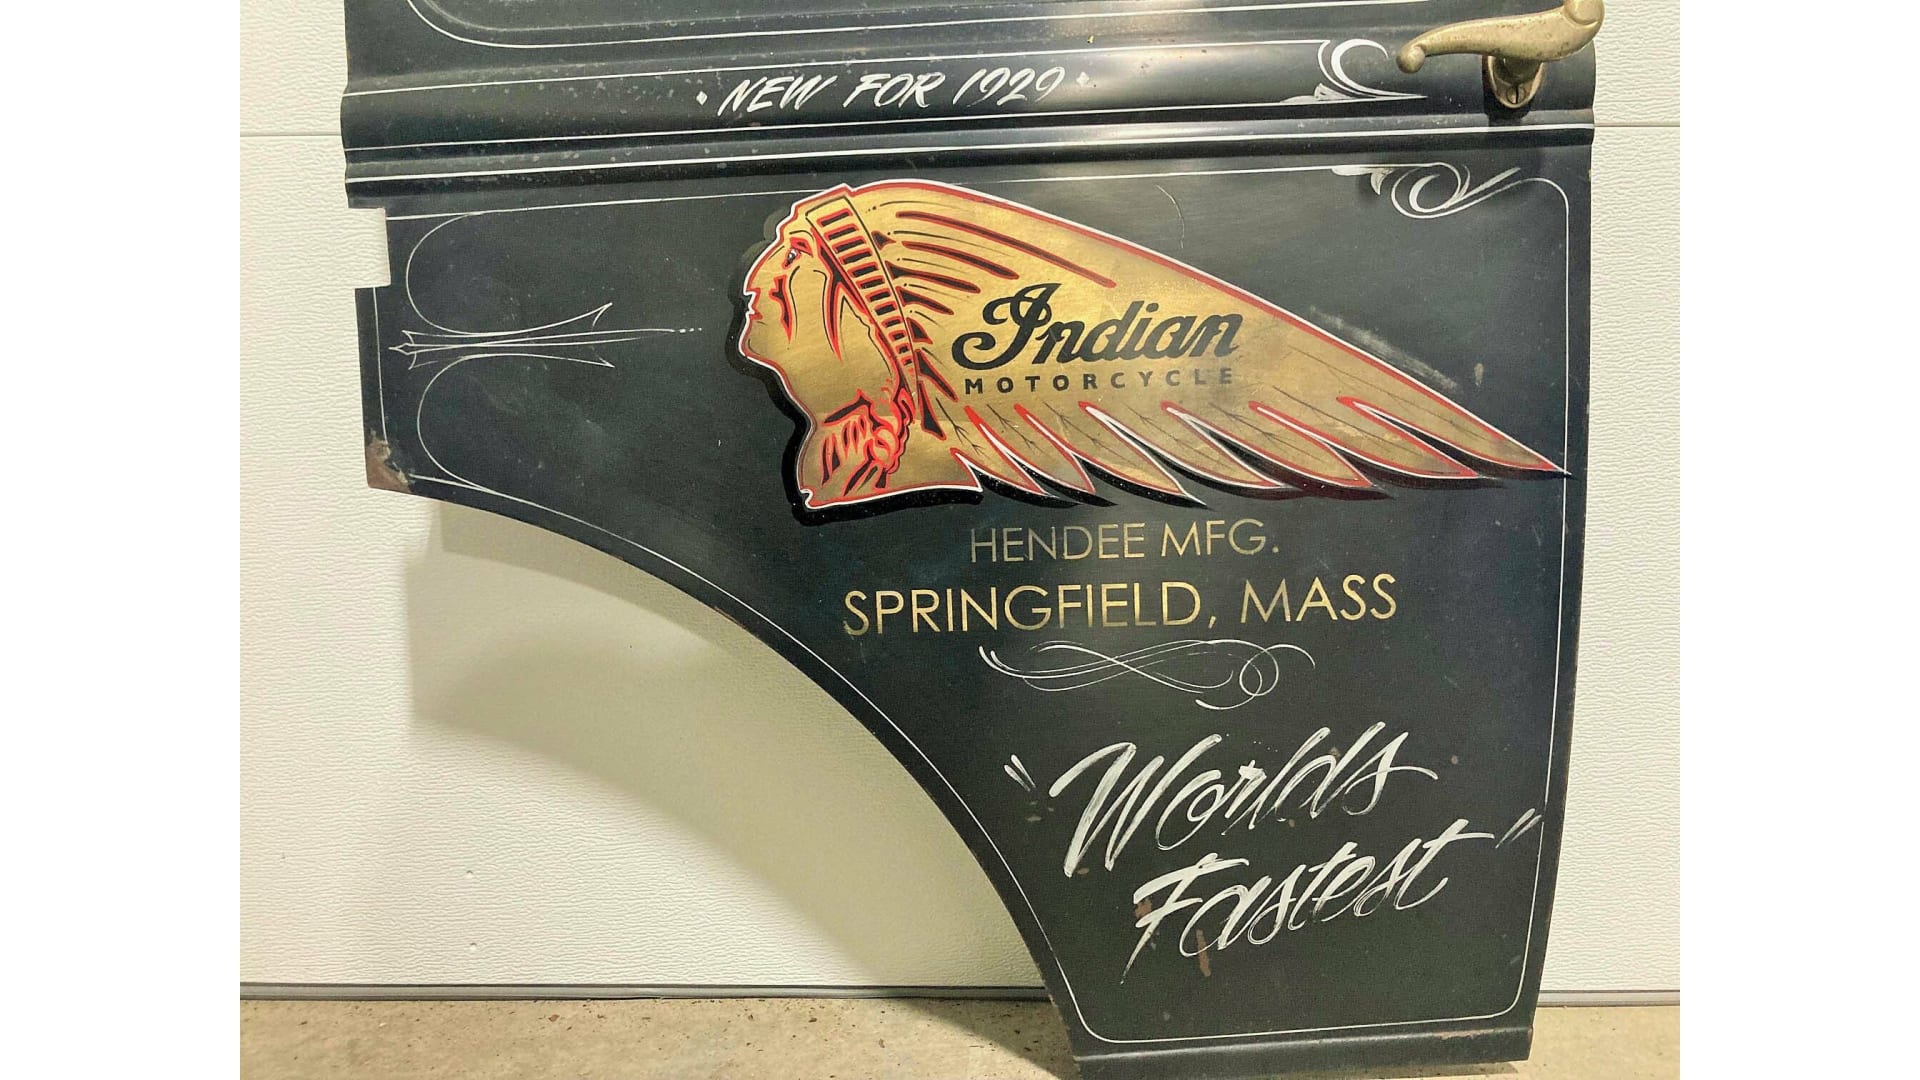 NEW FOR 1929
Indian
MOTORCYCLE
HENDEE MFG.
SPRINGFIELD, MASS
"Worlds
Fastest"